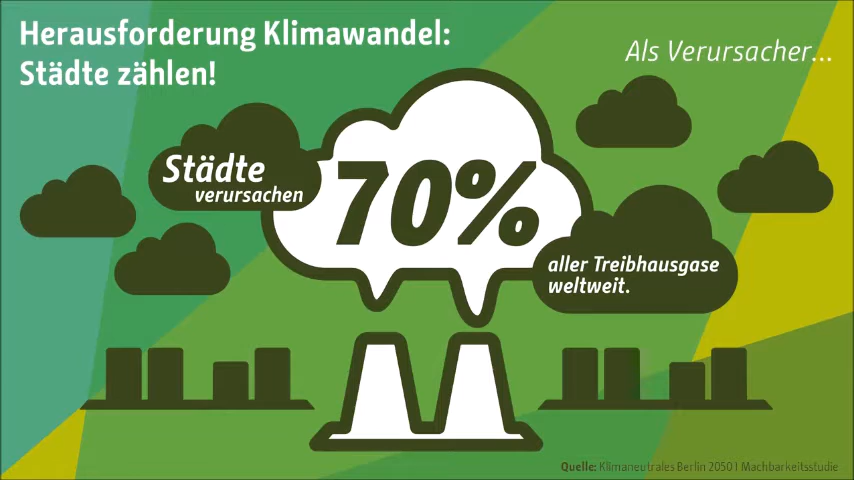 Herausforderung Klimawandel:
Städte zählen!
Als Verursacher...
Städte
verursachen
70%
aller Treibhausgase
weltweit.
Quelle: Klimaneutrales Berlin 2050 I Machbarkeitsstudie